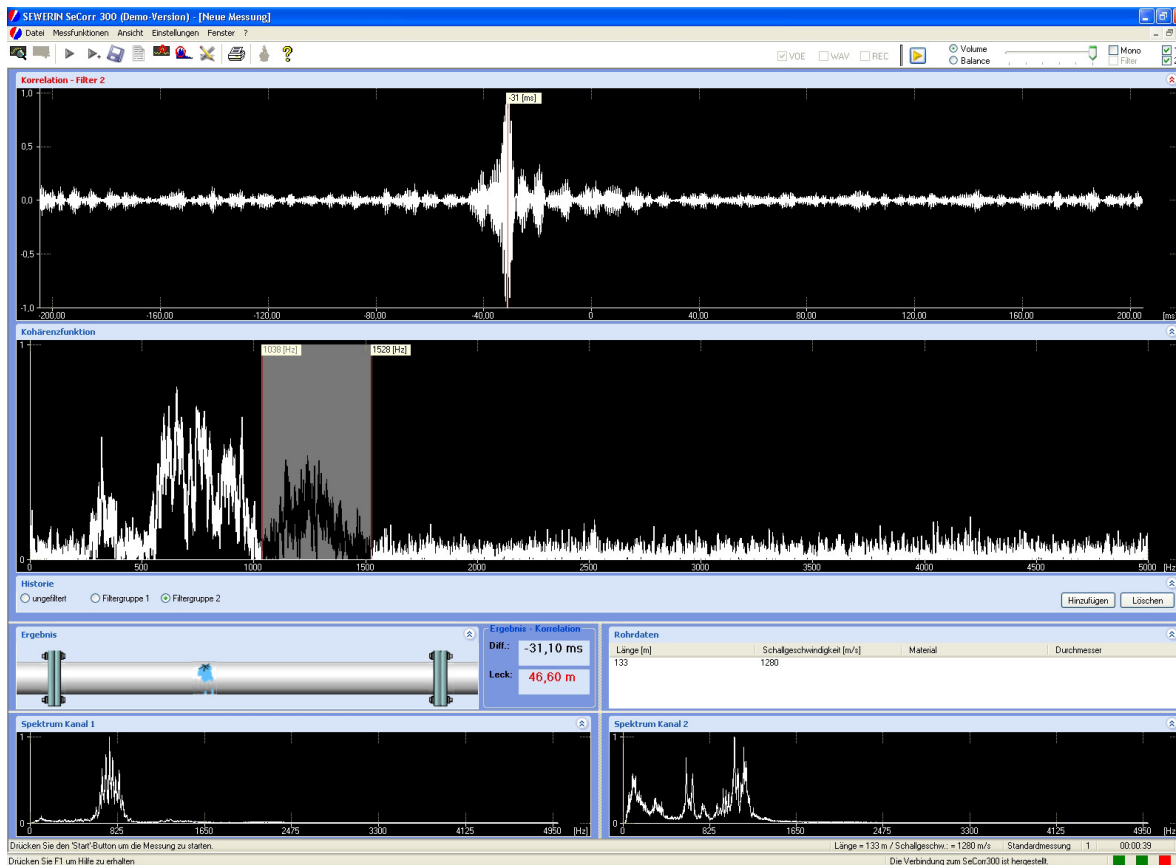 SEWERIN SeCorr 300 (Demo-Version) - [Neue Messung]
Datei Messfunktionen Ansicht Einstellungen Fenster ?
VOE WAV REC Volume Mono 1
Balance Filter 2
Korrelation - Filter 2
-31 [ms]
1,0
0,5
0,0
-0,5
-1,0
-200,00 -160,00 -120,00 -80,00 -40,00 0 40,00 80,00 120,00 160,00 200,00 [ms]
Kohärenzfunktion
1
1038 [Hz] 1528 [Hz]
0
0 500 1000 1500 2000 2500 3000 3500 4000 4500 5000 [Hz]
Historie
ungefiltert Filtergruppe 1 Filtergruppe 2 Hinzufügen Löschen
Ergebnis
Ergebnis - Korrelation
Diff.: -31,10 ms
Leck: 46,60 m
Rohrdaten
Länge [m] Schallgeschwindigkeit [m/s] Material Durchmesser
133 1280
Spektrum Kanal 1
1
0
0 825 1650 2475 3300 4125 4950 [Hz]
Spektrum Kanal 2
1
0
0 825 1650 2475 3300 4125 4950 [Hz]
Drücken Sie den 'Start'-Button um die Messung zu starten. Länge = 133 m / Schallgeschw.: = 1280 m/s Standardmessung 1 00:00:39
Drücken Sie F1 um Hilfe zu erhalten Die Verbindung zum SeCorr300 ist hergestellt.